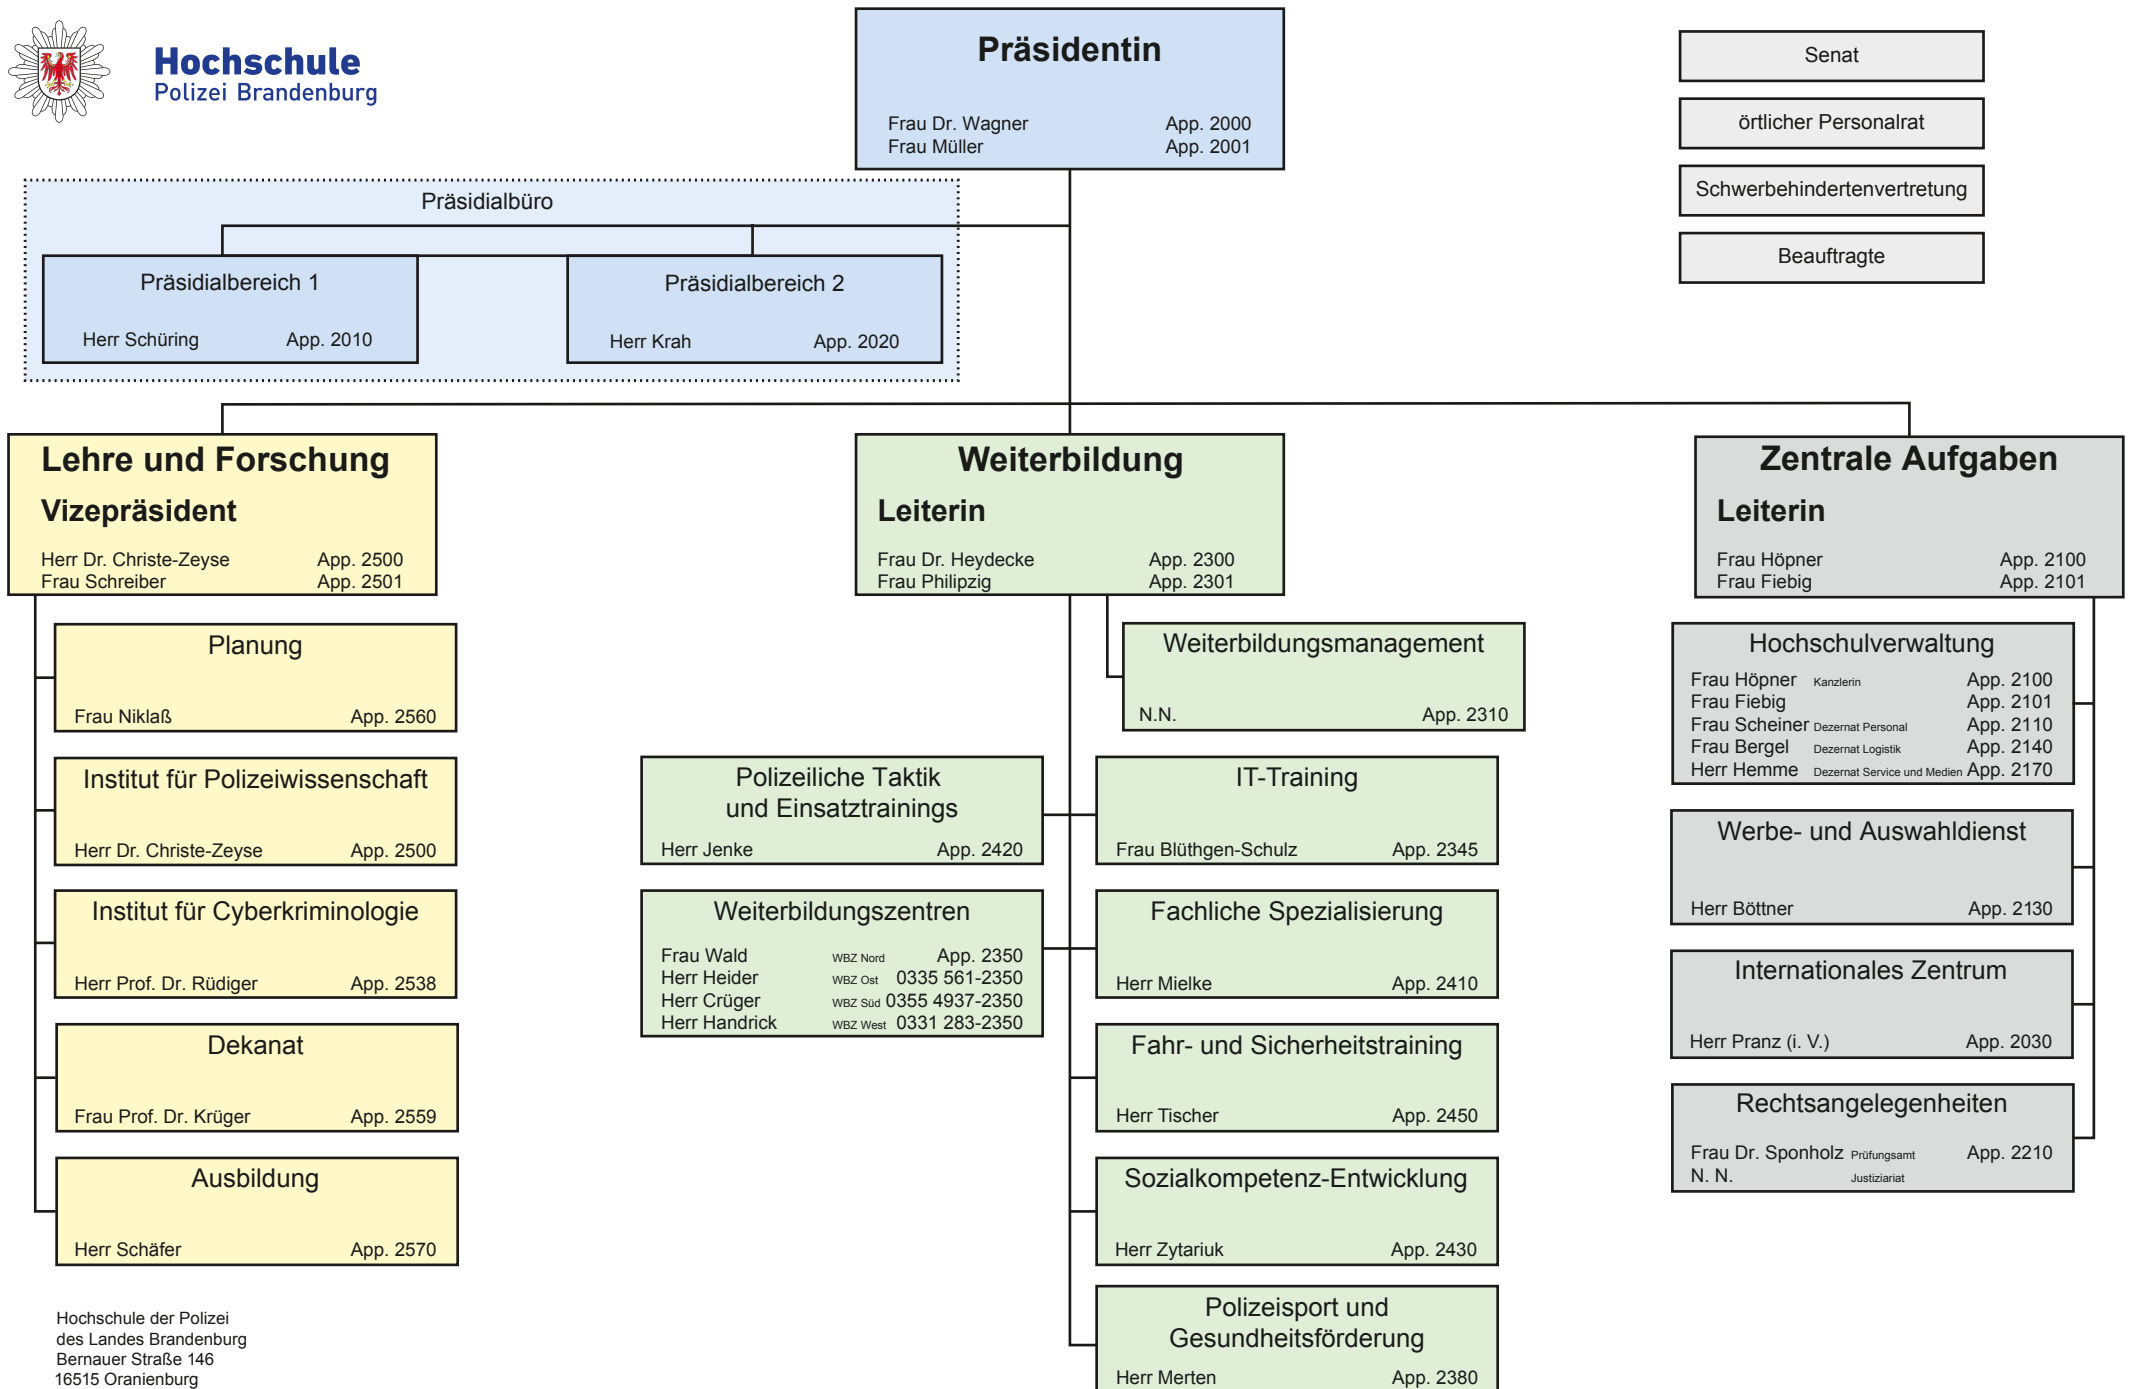 Hochschule
Polizei Brandenburg
Präsidentin
Frau Dr. Wagner App. 2000
Frau Müller App. 2001
Senat
örtlicher Personalrat
Schwerbehindertenvertretung
Beauftragte
Präsidialbüro
Präsidialbereich 1
Herr Schüring App. 2010
Präsidialbereich 2
Herr Krah App. 2020
Lehre und Forschung
Vizepräsident
Herr Dr. Christe-Zeyse App. 2500
Frau Schreiber App. 2501
Planung
Frau Niklaß App. 2560
Institut für Polizeiwissenschaft
Herr Dr. Christe-Zeyse App. 2500
Institut für Cyberkriminologie
Herr Prof. Dr. Rüdiger App. 2538
Dekanat
Frau Prof. Dr. Krüger App. 2559
Ausbildung
Herr Schäfer App. 2570
Weiterbildung
Leiterin
Frau Dr. Heydecke App. 2300
Frau Philipzig App. 2301
Weiterbildungsmanagement
N.N. App. 2310
Polizeiliche Taktik
und Einsatztrainings
Herr Jenke App. 2420
IT-Training
Frau Blüthgen-Schulz App. 2345
Weiterbildungszentren
Frau Wald WBZ Nord App. 2350
Herr Heider WBZ Ost 0335 561-2350
Herr Crüger WBZ Süd 0355 4937-2350
Herr Handrick WBZ West 0331 283-2350
Fachliche Spezialisierung
Herr Mielke App. 2410
Fahr- und Sicherheitstraining
Herr Tischer App. 2450
Sozialkompetenz-Entwicklung
Herr Zytariuk App. 2430
Polizeisport und
Gesundheitsförderung
Herr Merten App. 2380
Zentrale Aufgaben
Leiterin
Frau Höpner App. 2100
Frau Fiebig App. 2101
Hochschulverwaltung
Frau Höpner Kanzlerin App. 2100
Frau Fiebig App. 2101
Frau Scheiner Dezernat Personal App. 2110
Frau Bergel Dezernat Logistik App. 2140
Herr Hemme Dezernat Service und Medien App. 2170
Werbe- und Auswahldienst
Herr Böttner App. 2130
Internationales Zentrum
Herr Pranz (i. V.) App. 2030
Rechtsangelegenheiten
Frau Dr. Sponholz Prüfungsamt App. 2210
N. N. Justiziariat
Hochschule der Polizei
des Landes Brandenburg
Bernauer Straße 146
16515 Oranienburg